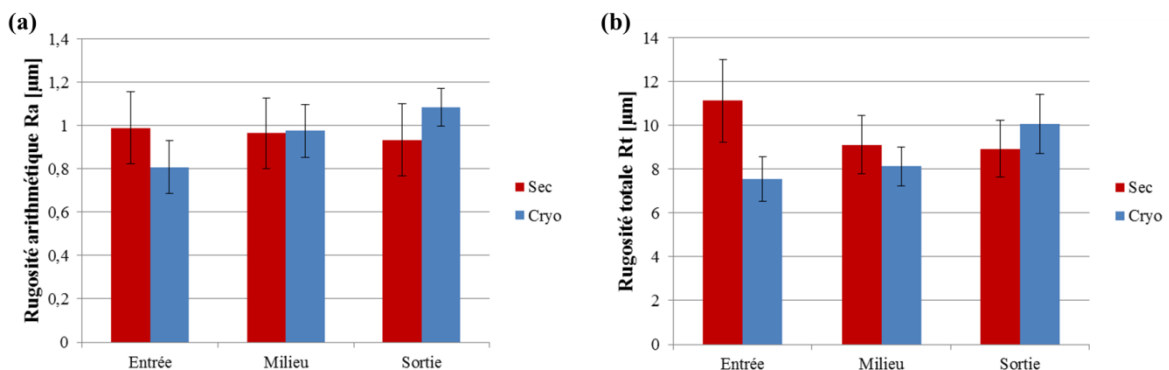 (a)
Rugosité arithmétique Ra [µm]
1,4
1,2
1
0,8
0,6
0,4
0,2
0
Entrée
Milieu
Sortie
Sec
Cryo
(b)
Rugosité totale Rt [µm]
14
12
10
8
6
4
2
0
Entrée
Milieu
Sortie
Sec
Cryo